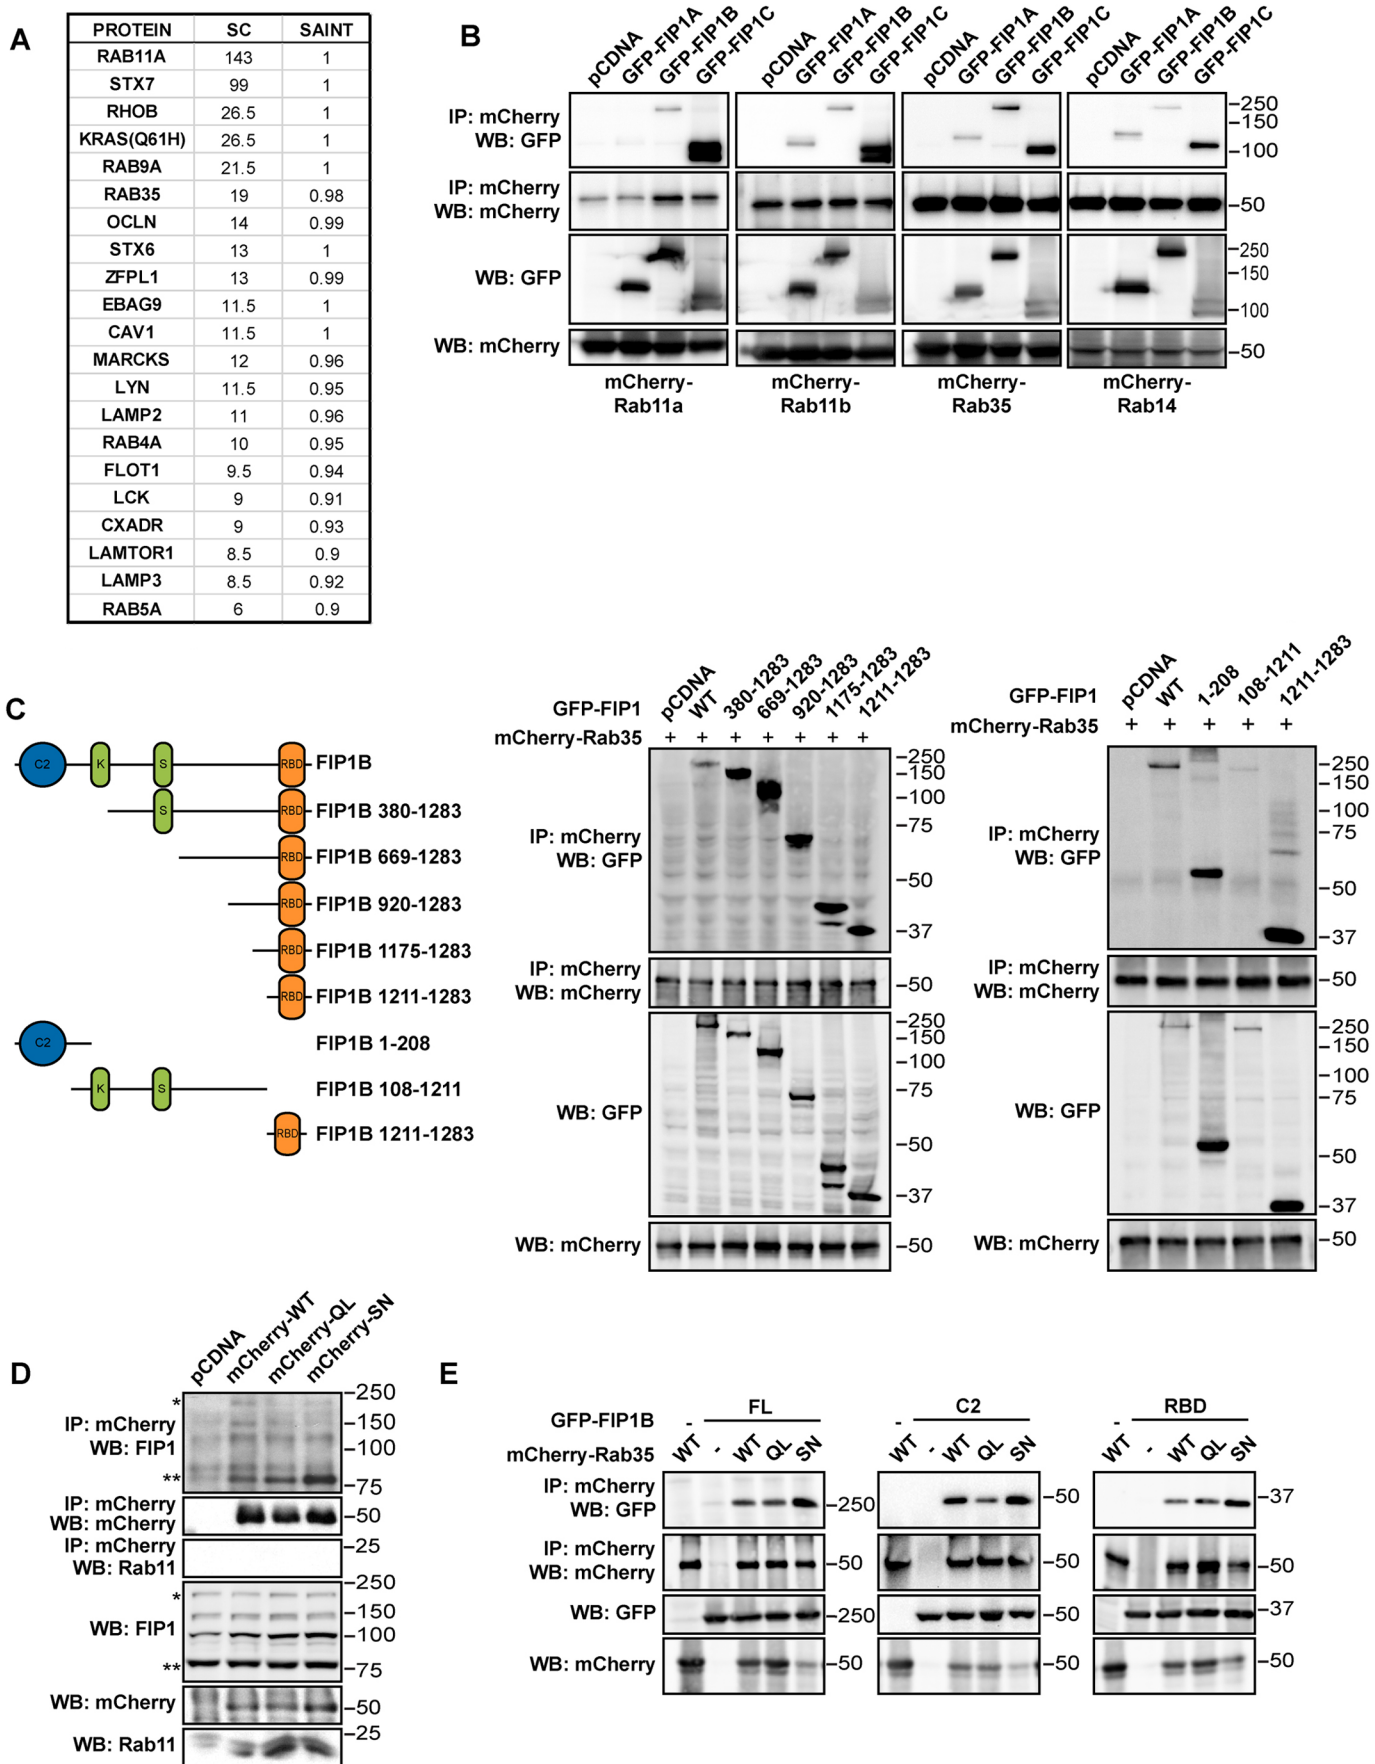 A
PROTEIN SC SAINT
RAB11A 143 1
STX7 99 1
RHOB 26.5 1
KRAS(Q61H) 26.5 1
RAB9A 21.5 1
RAB35 19 0.98
OCLN 14 0.99
STX6 13 1
ZFPL1 13 0.99
EBAG9 11.5 1
CAV1 11.5 1
MARCKS 12 0.96
LYN 11.5 0.95
LAMP2 11 0.96
RAB4A 10 0.95
FLOT1 9.5 0.94
LCK 9 0.91
CXADR 9 0.93
LAMTOR1 8.5 0.9
LAMP3 8.5 0.92
RAB5A 6 0.9
B
pCDNA GFP-FIP1A GFP-FIP1B GFP-FIP1C pCDNA GFP-FIP1A GFP-FIP1B GFP-FIP1C pCDNA GFP-FIP1A GFP-FIP1B GFP-FIP1C pCDNA GFP-FIP1A GFP-FIP1B GFP-FIP1C
IP: mCherry
WB: GFP
-250
-150
-100
IP: mCherry
WB: mCherry
-50
WB: GFP
-250
-150
-100
WB: mCherry
-50
mCherry-
Rab11a
mCherry-
Rab11b
mCherry-
Rab35
mCherry-
Rab14
C
C2 K S RBD FIP1B
S RBD FIP1B 380-1283
RBD FIP1B 669-1283
RBD FIP1B 920-1283
RBD FIP1B 1175-1283
RBD FIP1B 1211-1283
C2 FIP1B 1-208
K S FIP1B 108-1211
RBD FIP1B 1211-1283
GFP-FIP1 pCDNA WT 380-1283 669-1283 920-1283 1175-1283 1211-1283
mCherry-Rab35 + + + + + + +
IP: mCherry
WB: GFP
-250
-150
-100
-75
-50
-37
IP: mCherry
WB: mCherry
-50
WB: GFP
-250
-150
-100
-75
-50
-37
WB: mCherry
-50
GFP-FIP1 pCDNA WT 1-208 108-1211 1211-1283
mCherry-Rab35 + + + + +
IP: mCherry
WB: GFP
-250
-150
-100
-75
-50
-37
IP: mCherry
WB: mCherry
-50
WB: GFP
-250
-150
-100
-75
-50
-37
WB: mCherry
-50
D
pCDNA mCherry-WT mCherry-QL mCherry-SN
*
IP: mCherry
WB: FIP1
**
-250
-150
-100
-75
IP: mCherry
WB: mCherry
-50
IP: mCherry
WB: Rab11
-25
*
WB: FIP1
**
-250
-150
-100
-75
WB: mCherry
-50
WB: Rab11
-25
E
GFP-FIP1B - FL - C2 - RBD
mCherry-Rab35 WT - WT QL SN WT - WT QL SN WT - WT QL SN
IP: mCherry
WB: GFP
-250 -50 -37
IP: mCherry
WB: mCherry
-50 -50 -50
WB: GFP
-250 -50 -37
WB: mCherry
-50 -50 -50